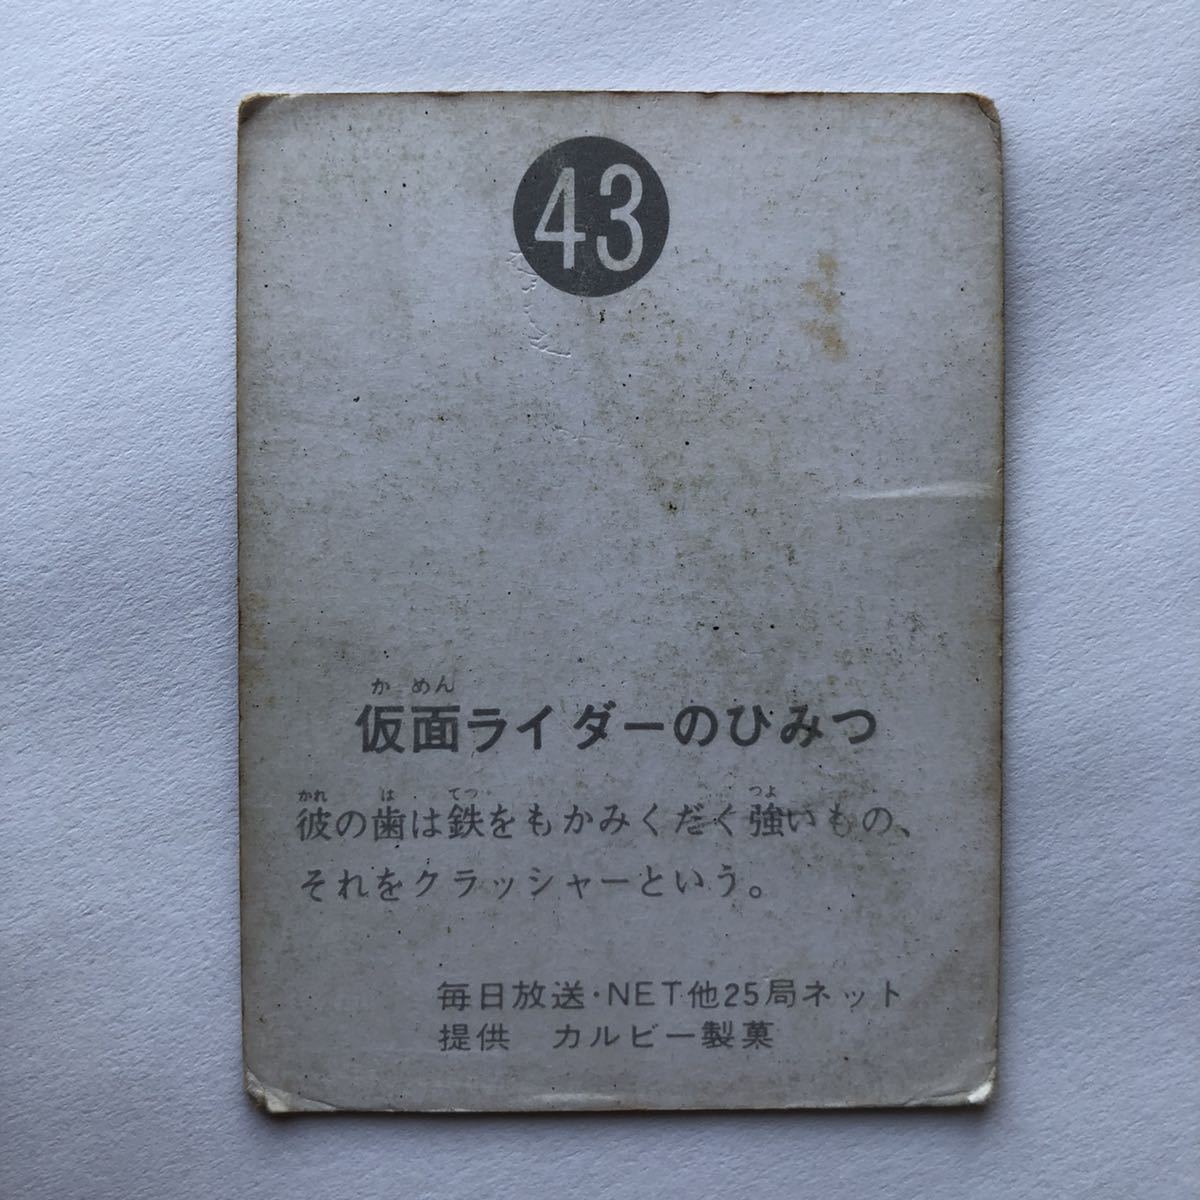 43
か めん
仮面ライダーのひみつ
かれ は てつ つよ
彼の歯は鉄をもかみくだく強いもの、
それをクラッシャーという。
毎日放送・NET他25局ネット
提供 カルビー製菓